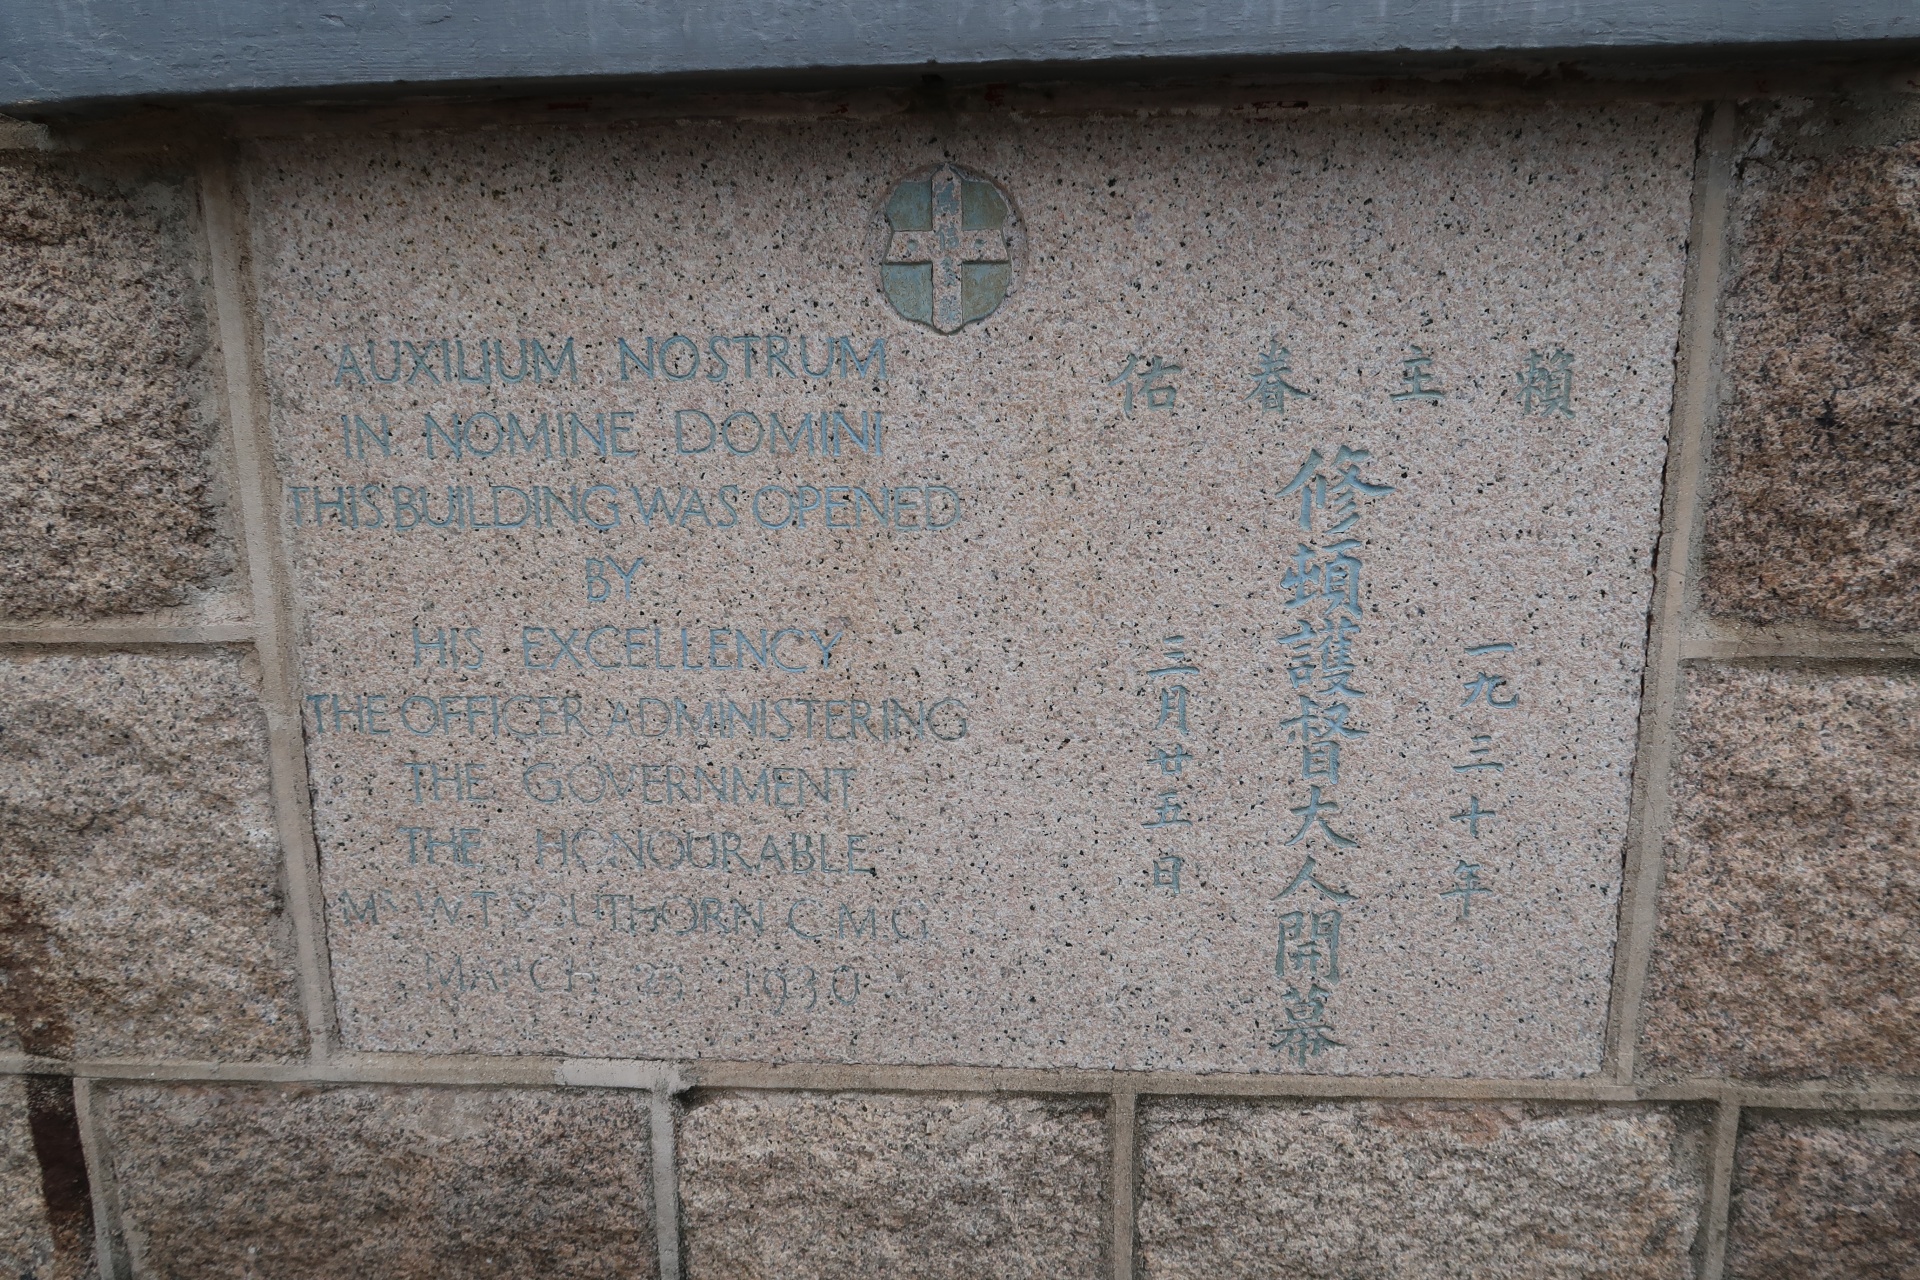 AUXILIUM NOSTRUM
IN NOMINE DOMINI
THIS BUILDING WAS OPENED
BY
HIS EXCELLENCY
THE OFFICER ADMINISTERING
THE GOVERNMENT
THE HONOURABLE
W.T. SOUTHORN C.M.G.
MARCH 25 1930
賴主眷佑
一九三十年
修頓護督大人開幕
三月廿五日